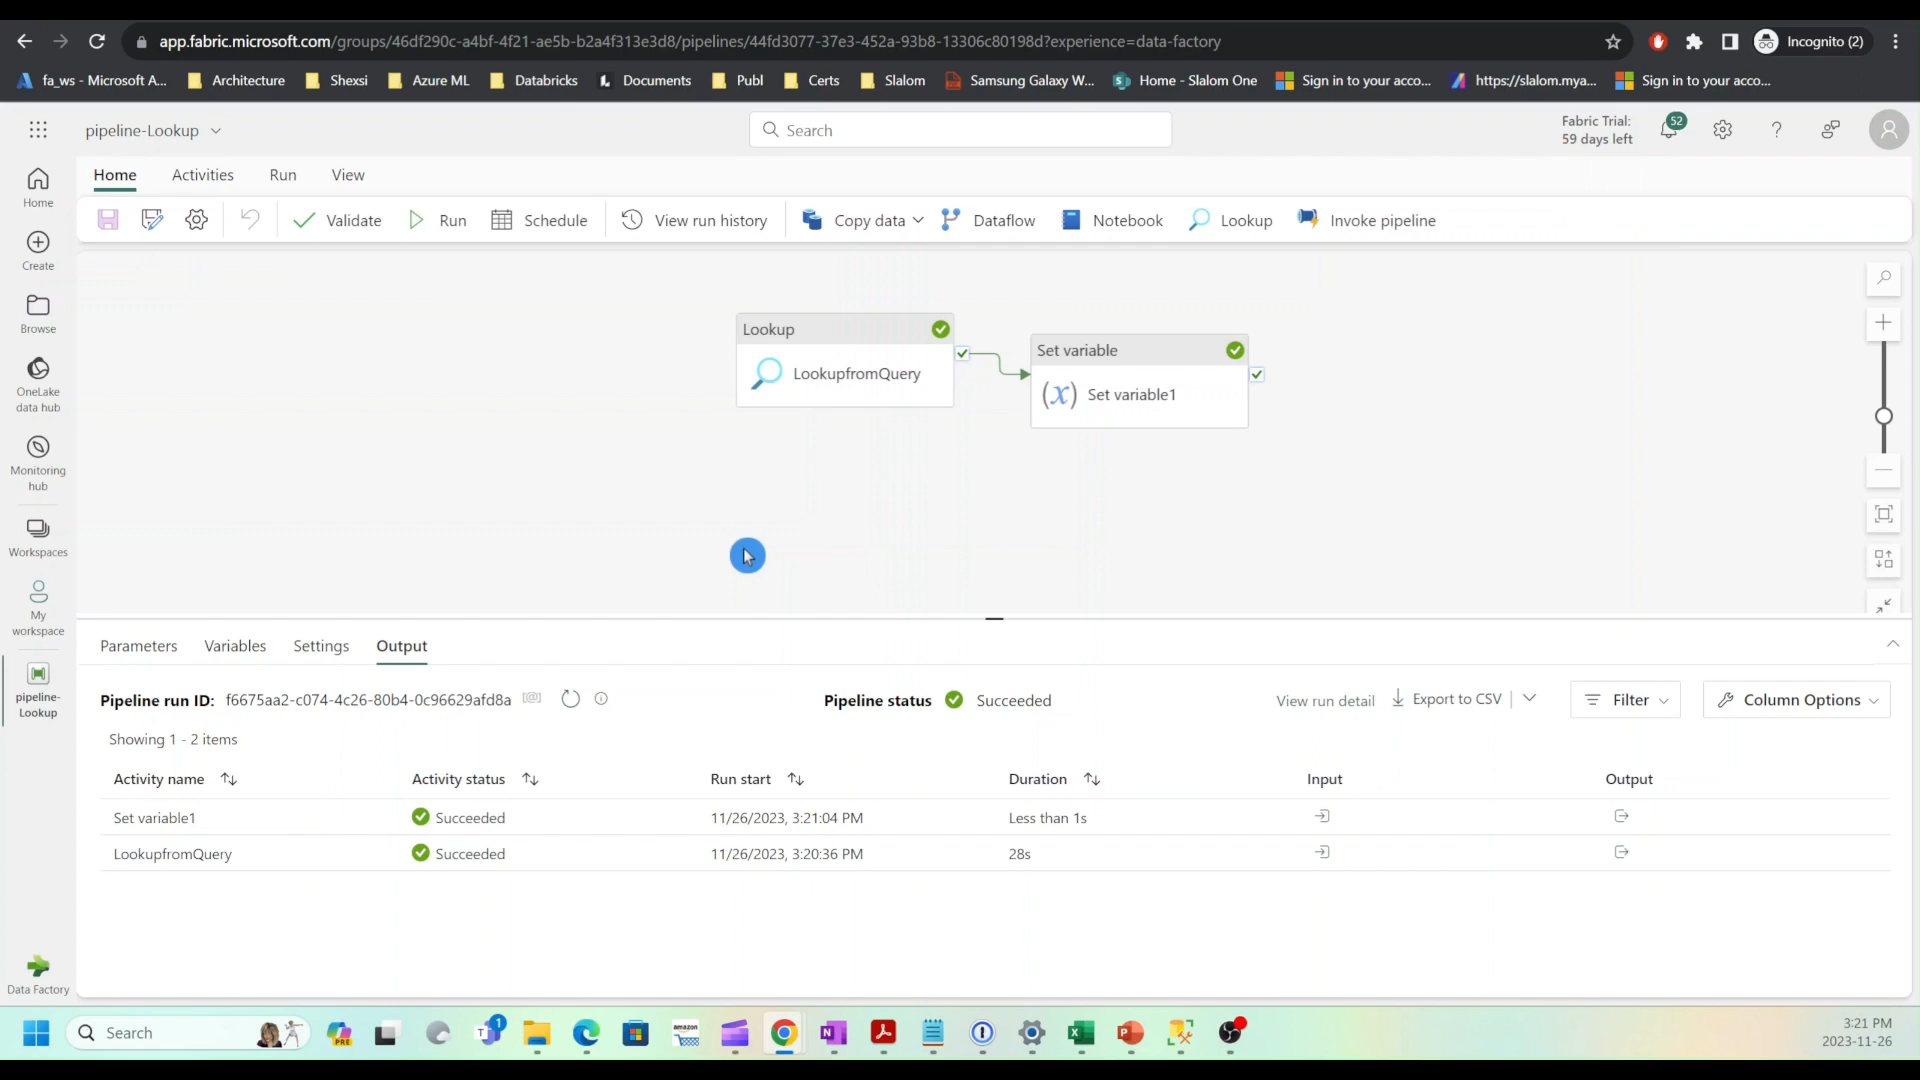 app.fabric.microsoft.com/groups/46df290c-a4bf-4f21-ae5b-b2a4f313e3d8/pipelines/44fd3077-37e3-452a-93b8-13306c80198d?experience=data-factory
Incognito (2)
fa_ws - Microsoft A...
Architecture
Shexsi
Azure ML
Databricks
Documents
Publ
Certs
Slalom
Samsung Galaxy W...
Home - Slalom One
Sign in to your acco...
https://slalom.mya...
Sign in to your acco...
pipeline-Lookup
Search
Fabric Trial:
59 days left
52
Home
Activities
Run
View
Validate
Run
Schedule
View run history
Copy data
Dataflow
Notebook
Lookup
Invoke pipeline
Home
Create
Browse
OneLake
data hub
Monitoring
hub
Workspaces
My
workspace
pipeline-
Lookup
Data Factory
Lookup
LookupfromQuery
Set variable
(x) Set variable1
Parameters
Variables
Settings
Output
Pipeline run ID: f6675aa2-c074-4c26-80b4-0c96629afd8a
Pipeline status
Succeeded
View run detail
Export to CSV
Filter
Column Options
Showing 1 - 2 items
Activity name
Activity status
Run start
Duration
Input
Output
Set variable1
Succeeded
11/26/2023, 3:21:04 PM
Less than 1s
LookupfromQuery
Succeeded
11/26/2023, 3:20:36 PM
28s
Search
PRE
1
amazon
3:21 PM
2023-11-26